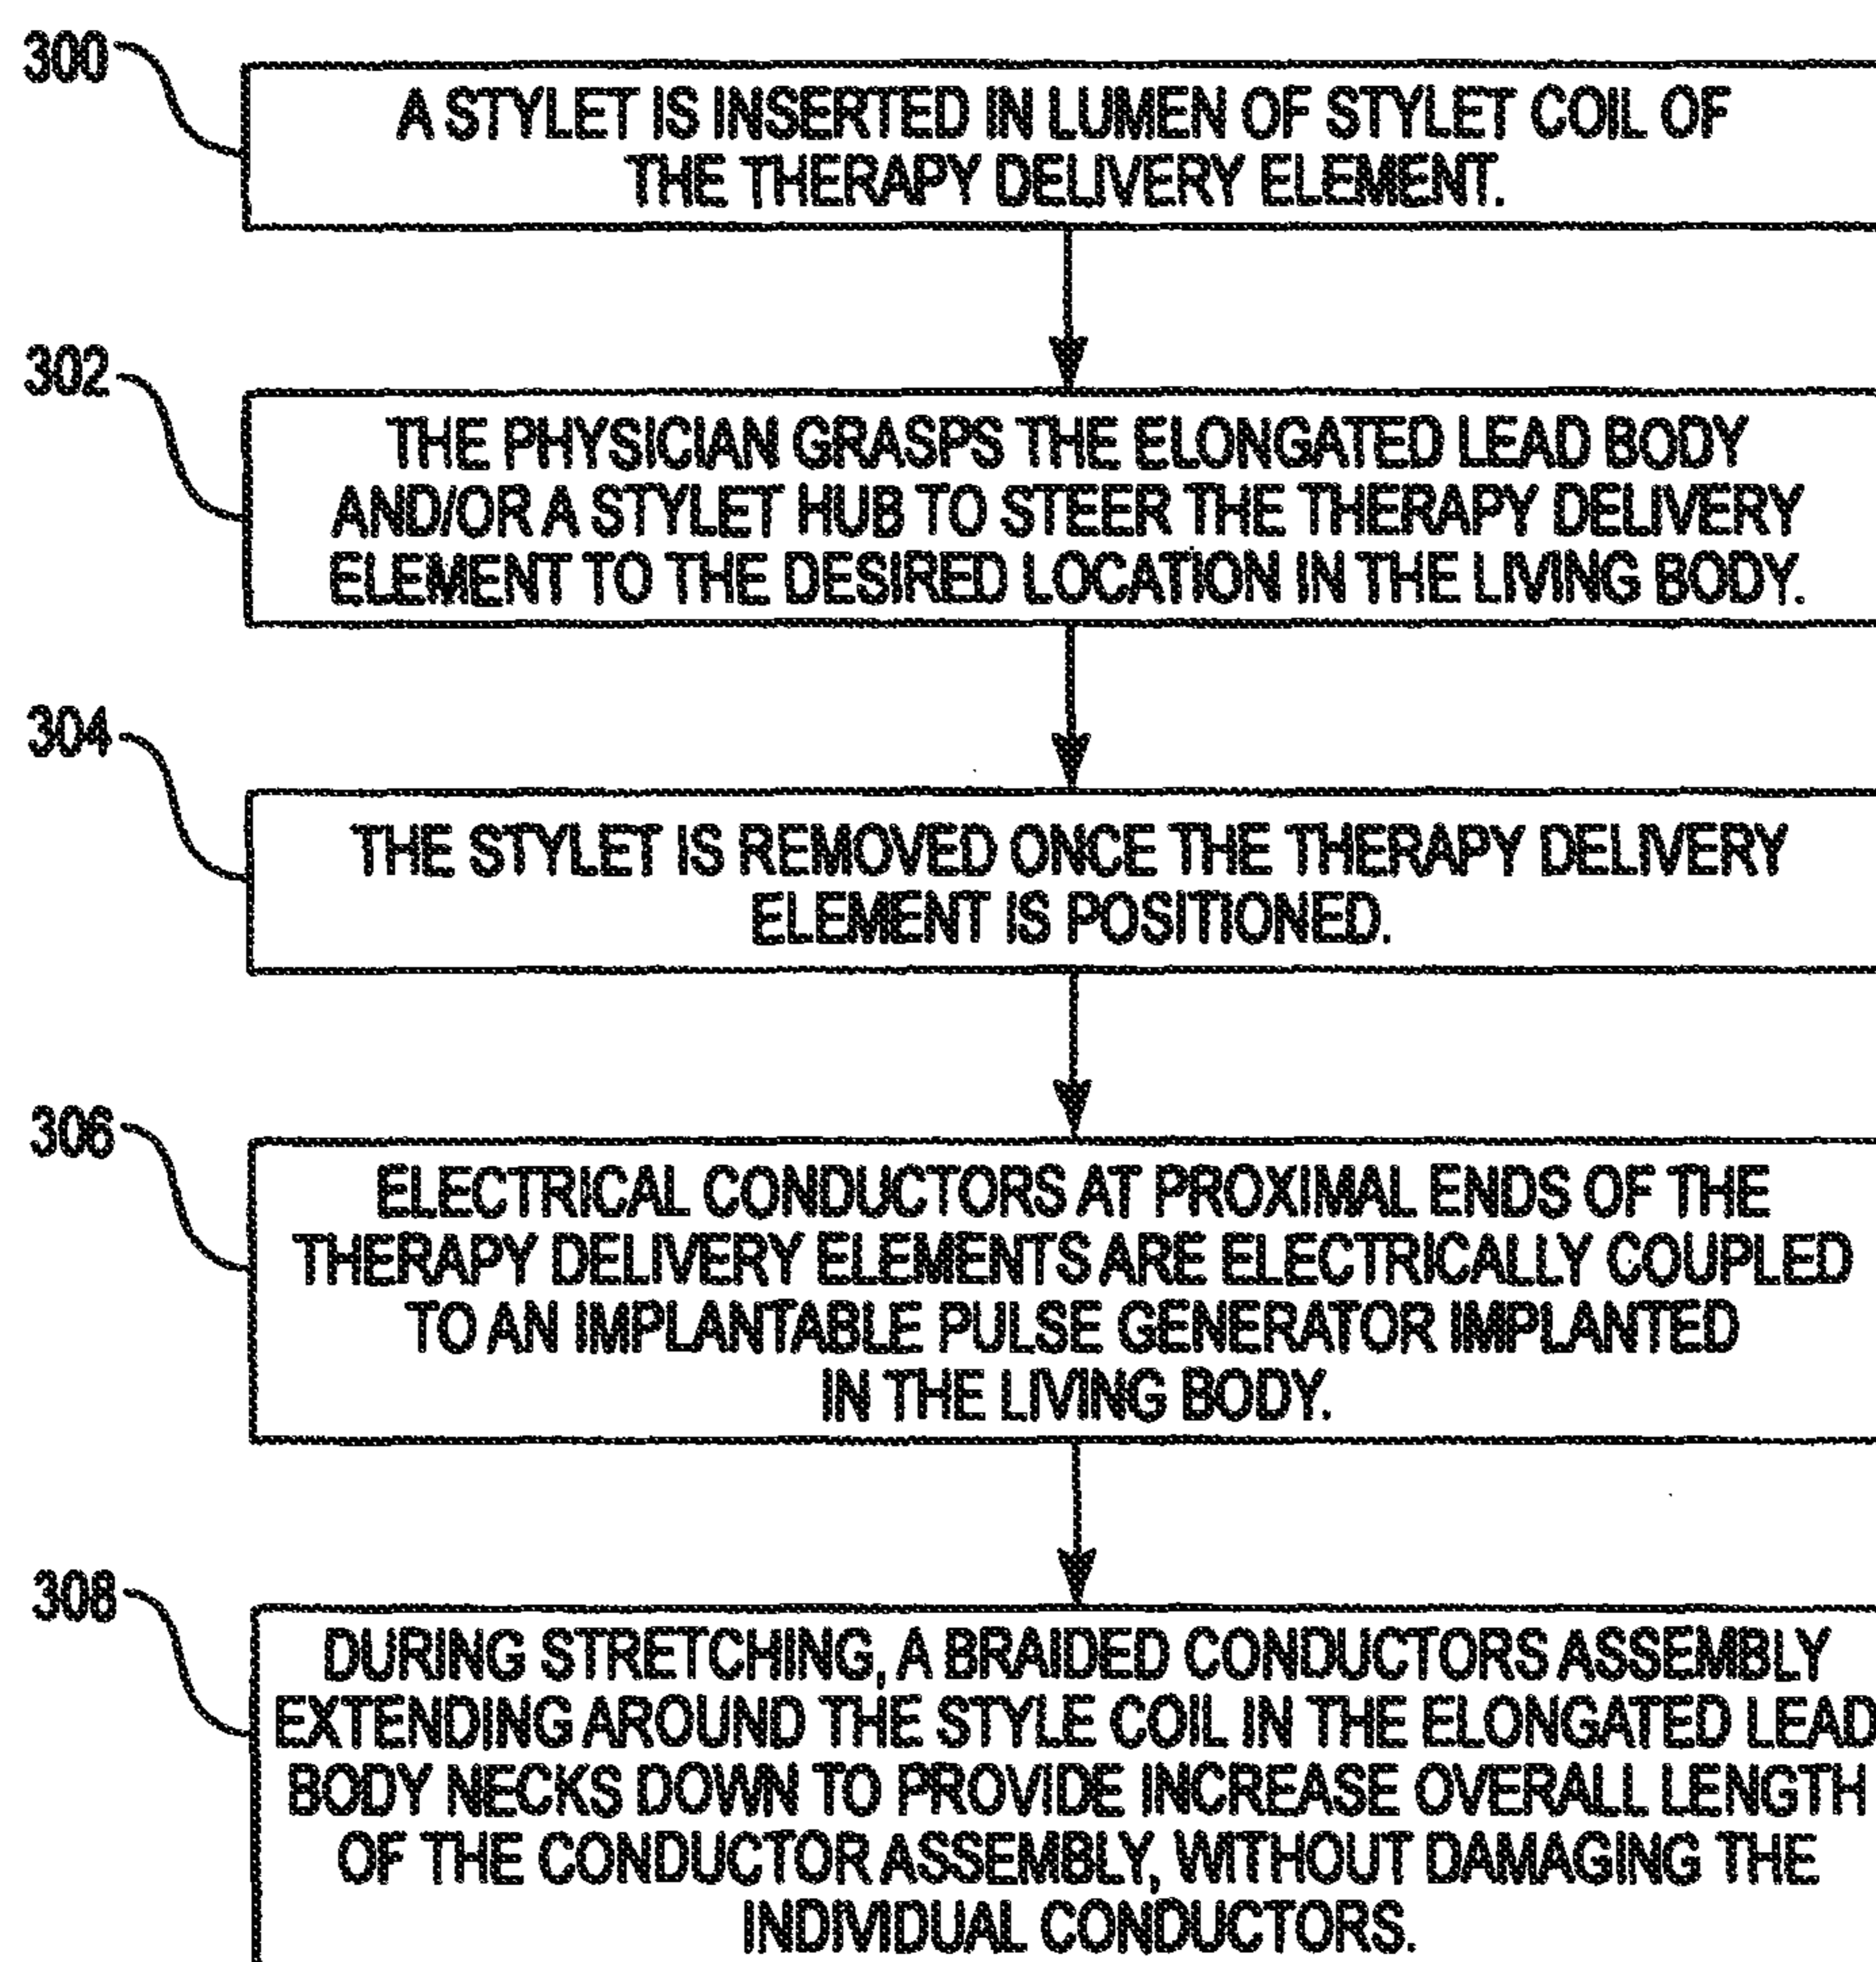 300
A STYLET IS INSERTED IN LUMEN OF STYLET COIL OF
THE THERAPY DELIVERY ELEMENT.
302
THE PHYSICIAN GRASPS THE ELONGATED LEAD BODY
AND/OR A STYLET HUB TO STEER THE THERAPY DELIVERY
ELEMENT TO THE DESIRED LOCATION IN THE LIVING BODY.
304
THE STYLET IS REMOVED ONCE THE THERAPY DELIVERY
ELEMENT IS POSITIONED.
306
ELECTRICAL CONDUCTORS AT PROXIMAL ENDS OF THE
THERAPY DELIVERY ELEMENTS ARE ELECTRICALLY COUPLED
TO AN IMPLANTABLE PULSE GENERATOR IMPLANTED
IN THE LIVING BODY.
308
DURING STRETCHING, A BRAIDED CONDUCTORS ASSEMBLY
EXTENDING AROUND THE STYLE COIL IN THE ELONGATED LEAD
BODY NECKS DOWN TO PROVIDE INCREASE OVERALL LENGTH
OF THE CONDUCTOR ASSEMBLY, WITHOUT DAMAGING THE
INDIVIDUAL CONDUCTORS.